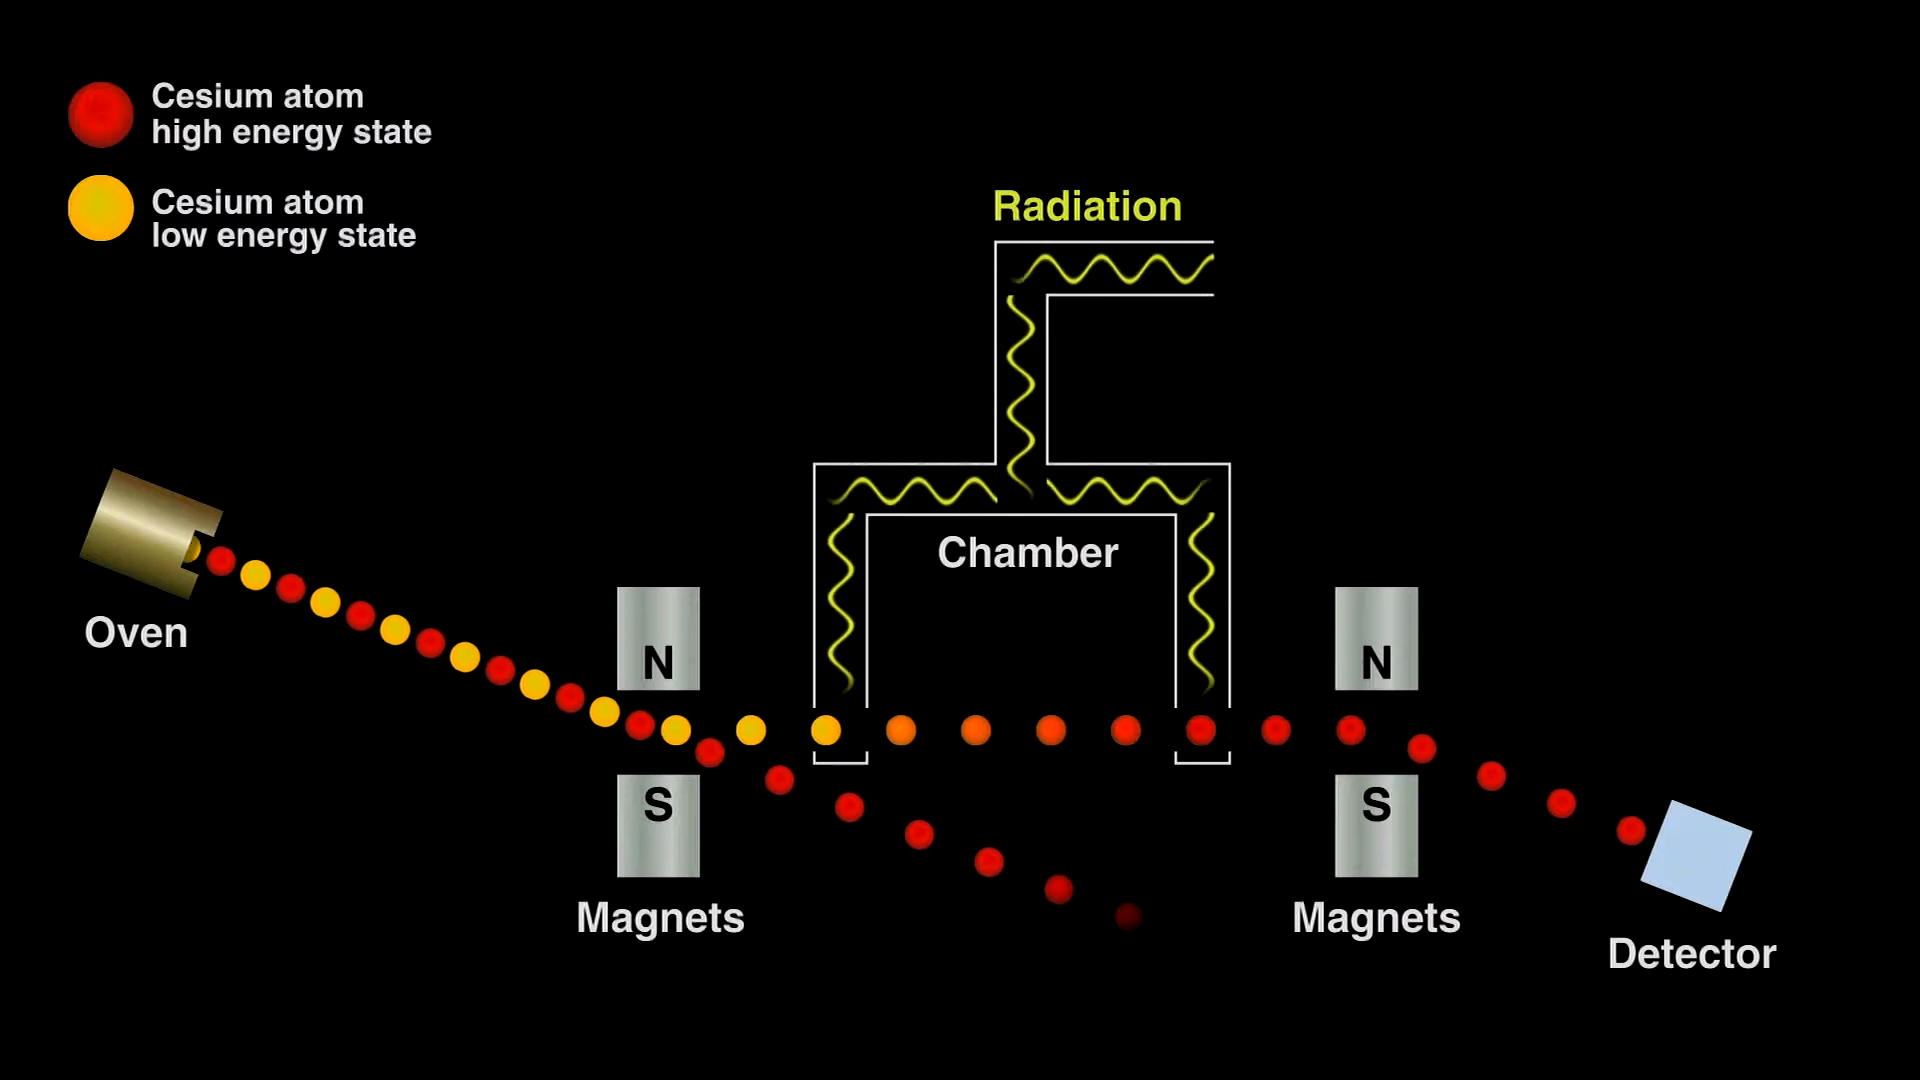 Cesium atom
high energy state
Cesium atom
low energy state
Radiation
Chamber
Oven
N
N
S
S
Magnets
Magnets
Detector